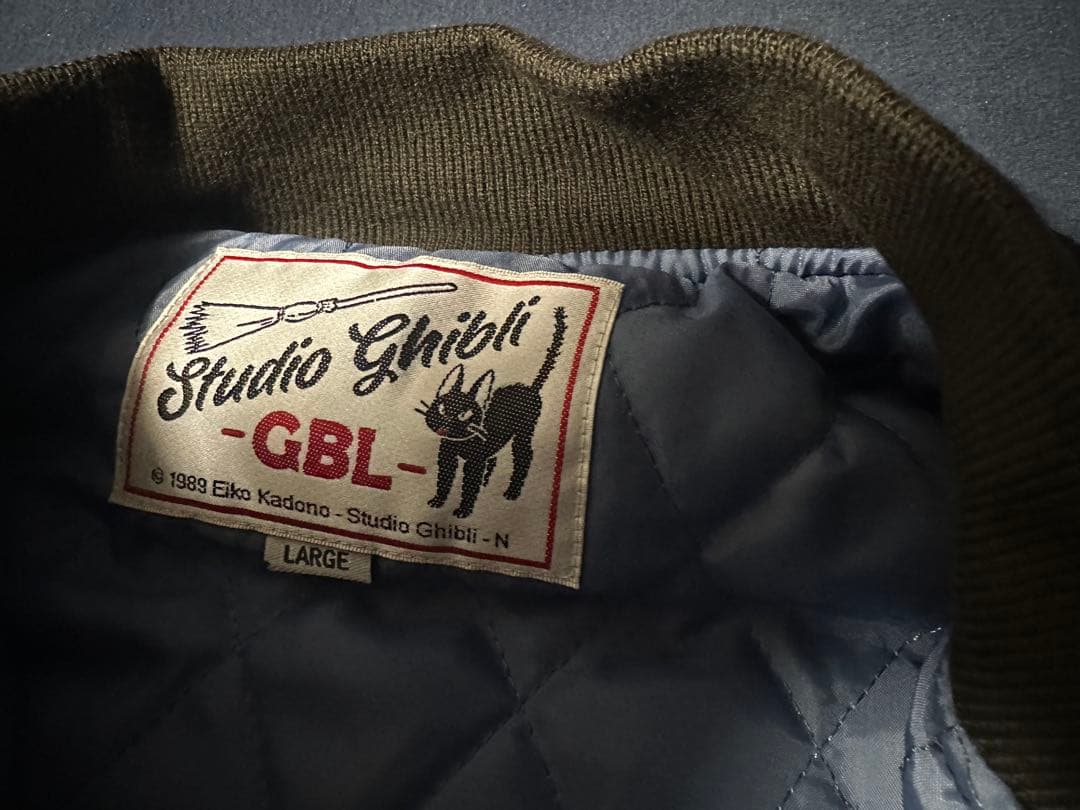 Studio Ghibli
-GBL-
© 1989 Eiko Kadono - Studio Ghibli - N
LARGE